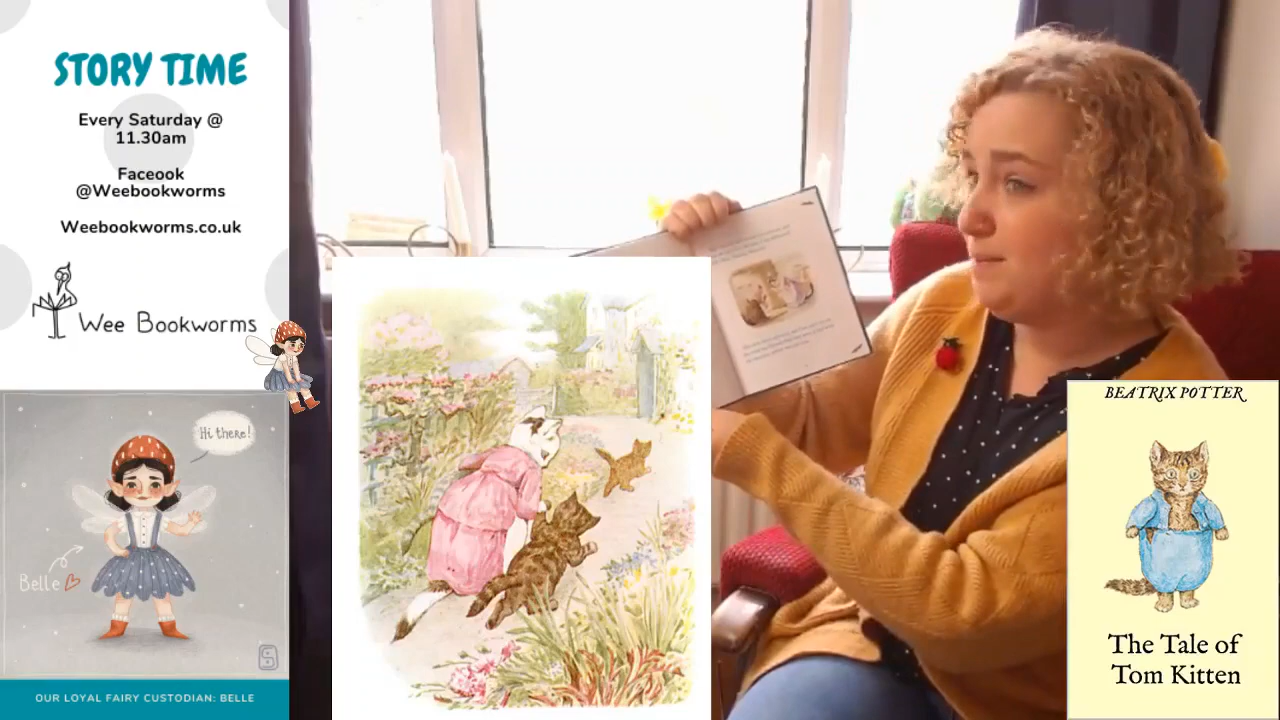 STORY TIME
Every Saturday @
11.30am
Faceook
@Weebookworms
Weebookworms.co.uk
Wee Bookworms
Hi there!
Belle
OUR LOYAL FAIRY CUSTODIAN: BELLE
BEATRIX POTTER
The Tale of
Tom Kitten